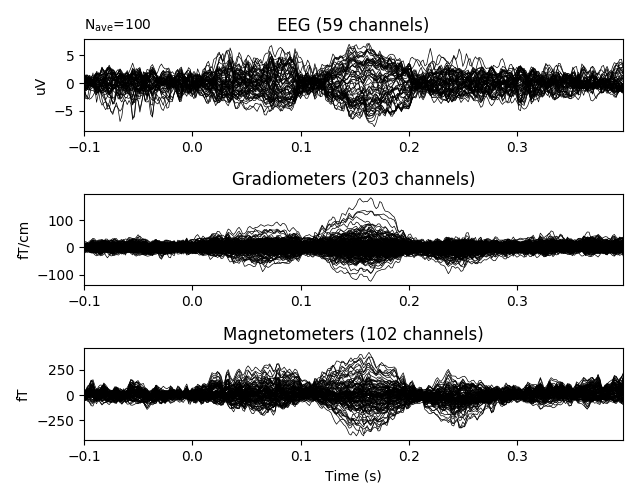 N_ave=100
EEG (59 channels)
5
0
−5
uV
−0.1 0.0 0.1 0.2 0.3
Gradiometers (203 channels)
100
0
−100
fT/cm
−0.1 0.0 0.1 0.2 0.3
Magnetometers (102 channels)
250
0
−250
fT
−0.1 0.0 0.1 0.2 0.3
Time (s)